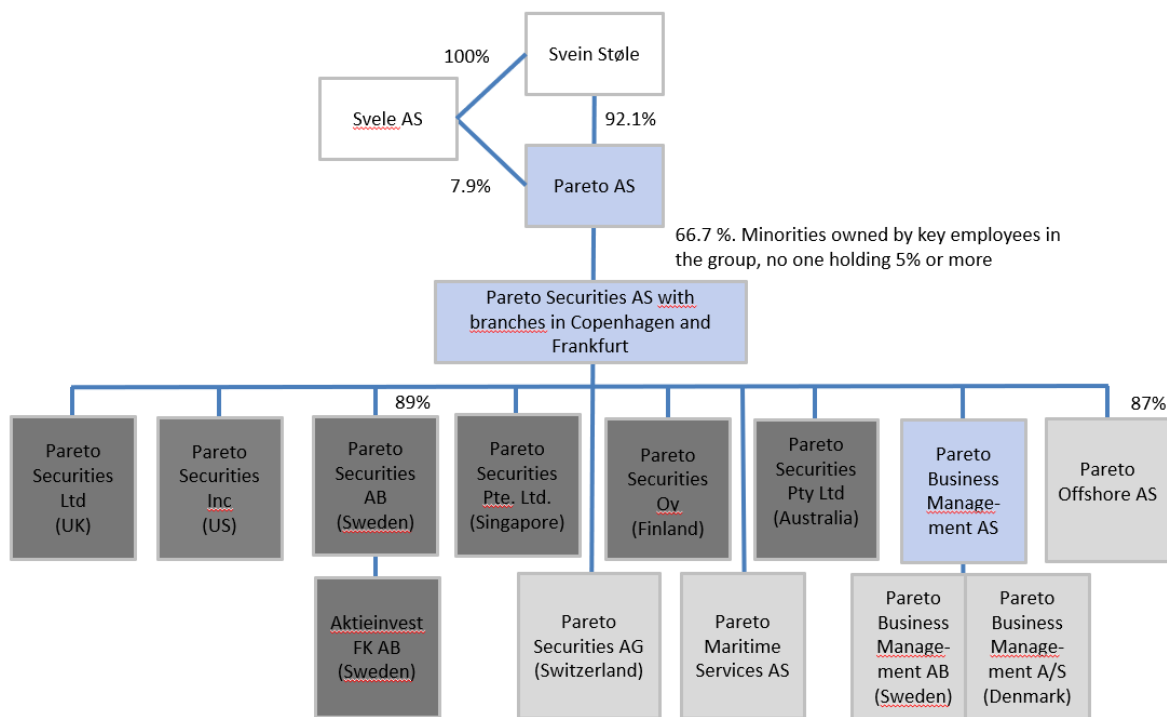 100%
Svein Støle
Svele AS
92.1%
7.9%
Pareto AS
66.7 %. Minorities owned by key employees in
the group, no one holding 5% or more
Pareto Securities AS with
branches in Copenhagen and
Frankfurt
89%
87%
Pareto
Securities
Ltd
(UK)
Pareto
Securities
Inc
(US)
Pareto
Securities
AB
(Sweden)
Pareto
Securities
Pte. Ltd.
(Singapore)
Pareto
Securities
Oy
(Finland)
Pareto
Securities
Pty Ltd
(Australia)
Pareto
Business
Manage-
ment AS
Pareto
Offshore AS
Aktieinvest
FK AB
(Sweden)
Pareto
Securities AG
(Switzerland)
Pareto
Maritime
Services AS
Pareto
Business
Manage-
ment AB
(Sweden)
Pareto
Business
Manage-
ment A/S
(Denmark)